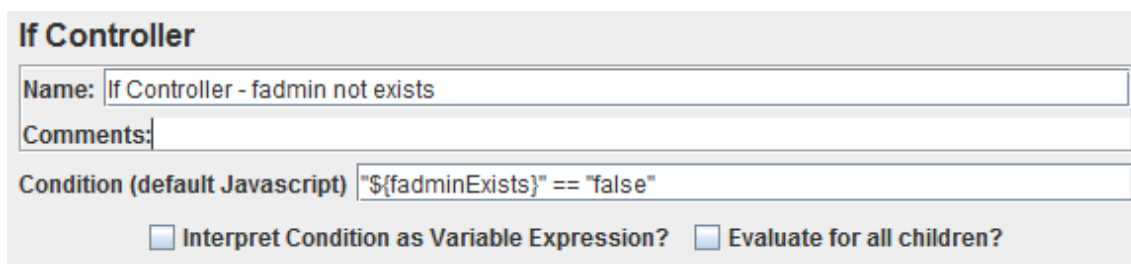 If Controller
Name: If Controller - fadmin not exists
Comments:
Condition (default Javascript) "${fadminExists}" == "false"
Interpret Condition as Variable Expression? Evaluate for all children?